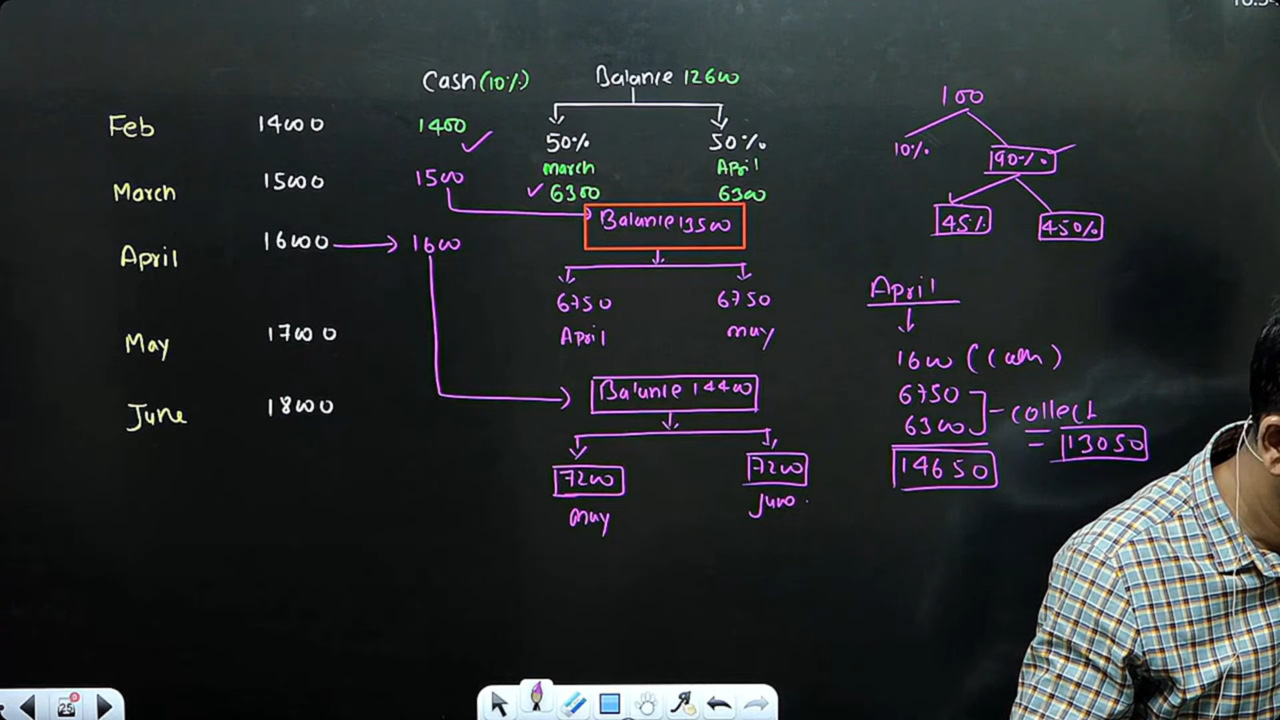 Cash (10%) Balance 12600
Feb 14000 1400 50% 50%
March April
6300 6300
March 15000 1500
Balance 13500
April 16000 1600
6750 6750
April may
May 17000
Balance 14400
June 18000
7200 7200
may June
100
10% 90%
45% 450%
April
1600 (Cash)
6750
6300 collect
= 13050
14650
25